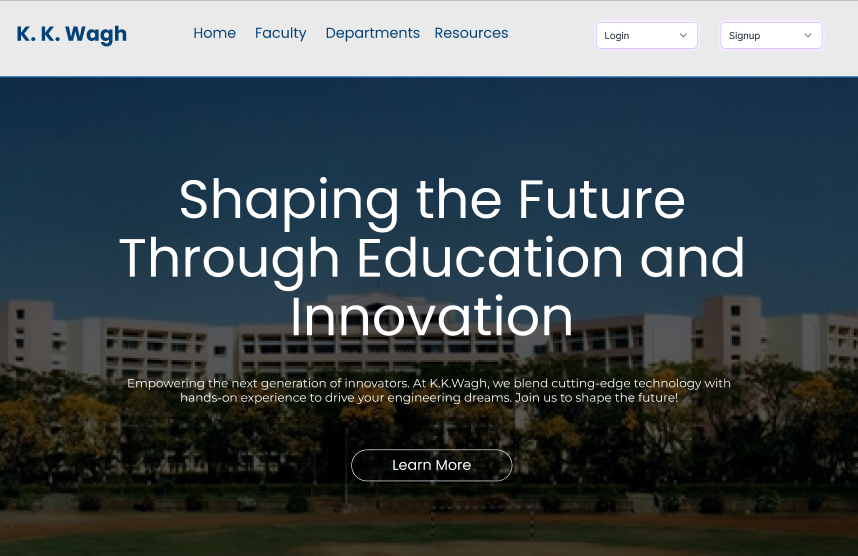 K. K. Wagh
Home Faculty Departments Resources
Login
Signup
Shaping the Future
Through Education and
Innovation
Empowering the next generation of innovators. At K.K.Wagh, we blend cutting-edge technology with
hands-on experience to drive your engineering dreams. Join us to shape the future!
Learn More